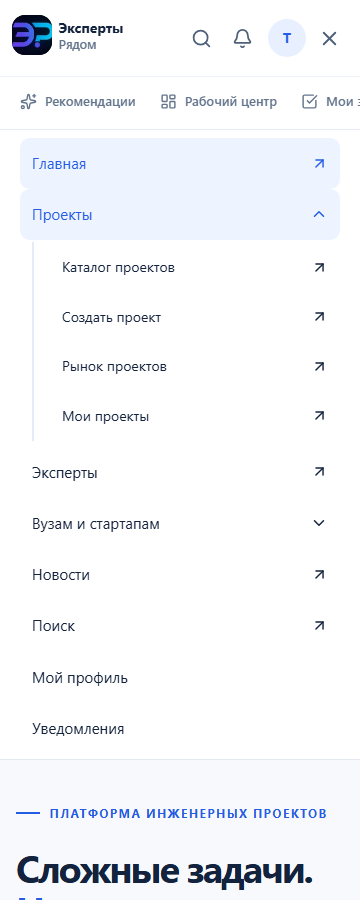 Эксперты
Рядом
Т
Рекомендации
Рабочий центр
Мои
Главная
Проекты
Каталог проектов
Создать проект
Рынок проектов
Мои проекты
Эксперты
Вузам и стартапам
Новости
Поиск
Мой профиль
Уведомления
ПЛАТФОРМА ИНЖЕНЕРНЫХ ПРОЕКТОВ
Сложные задачи.